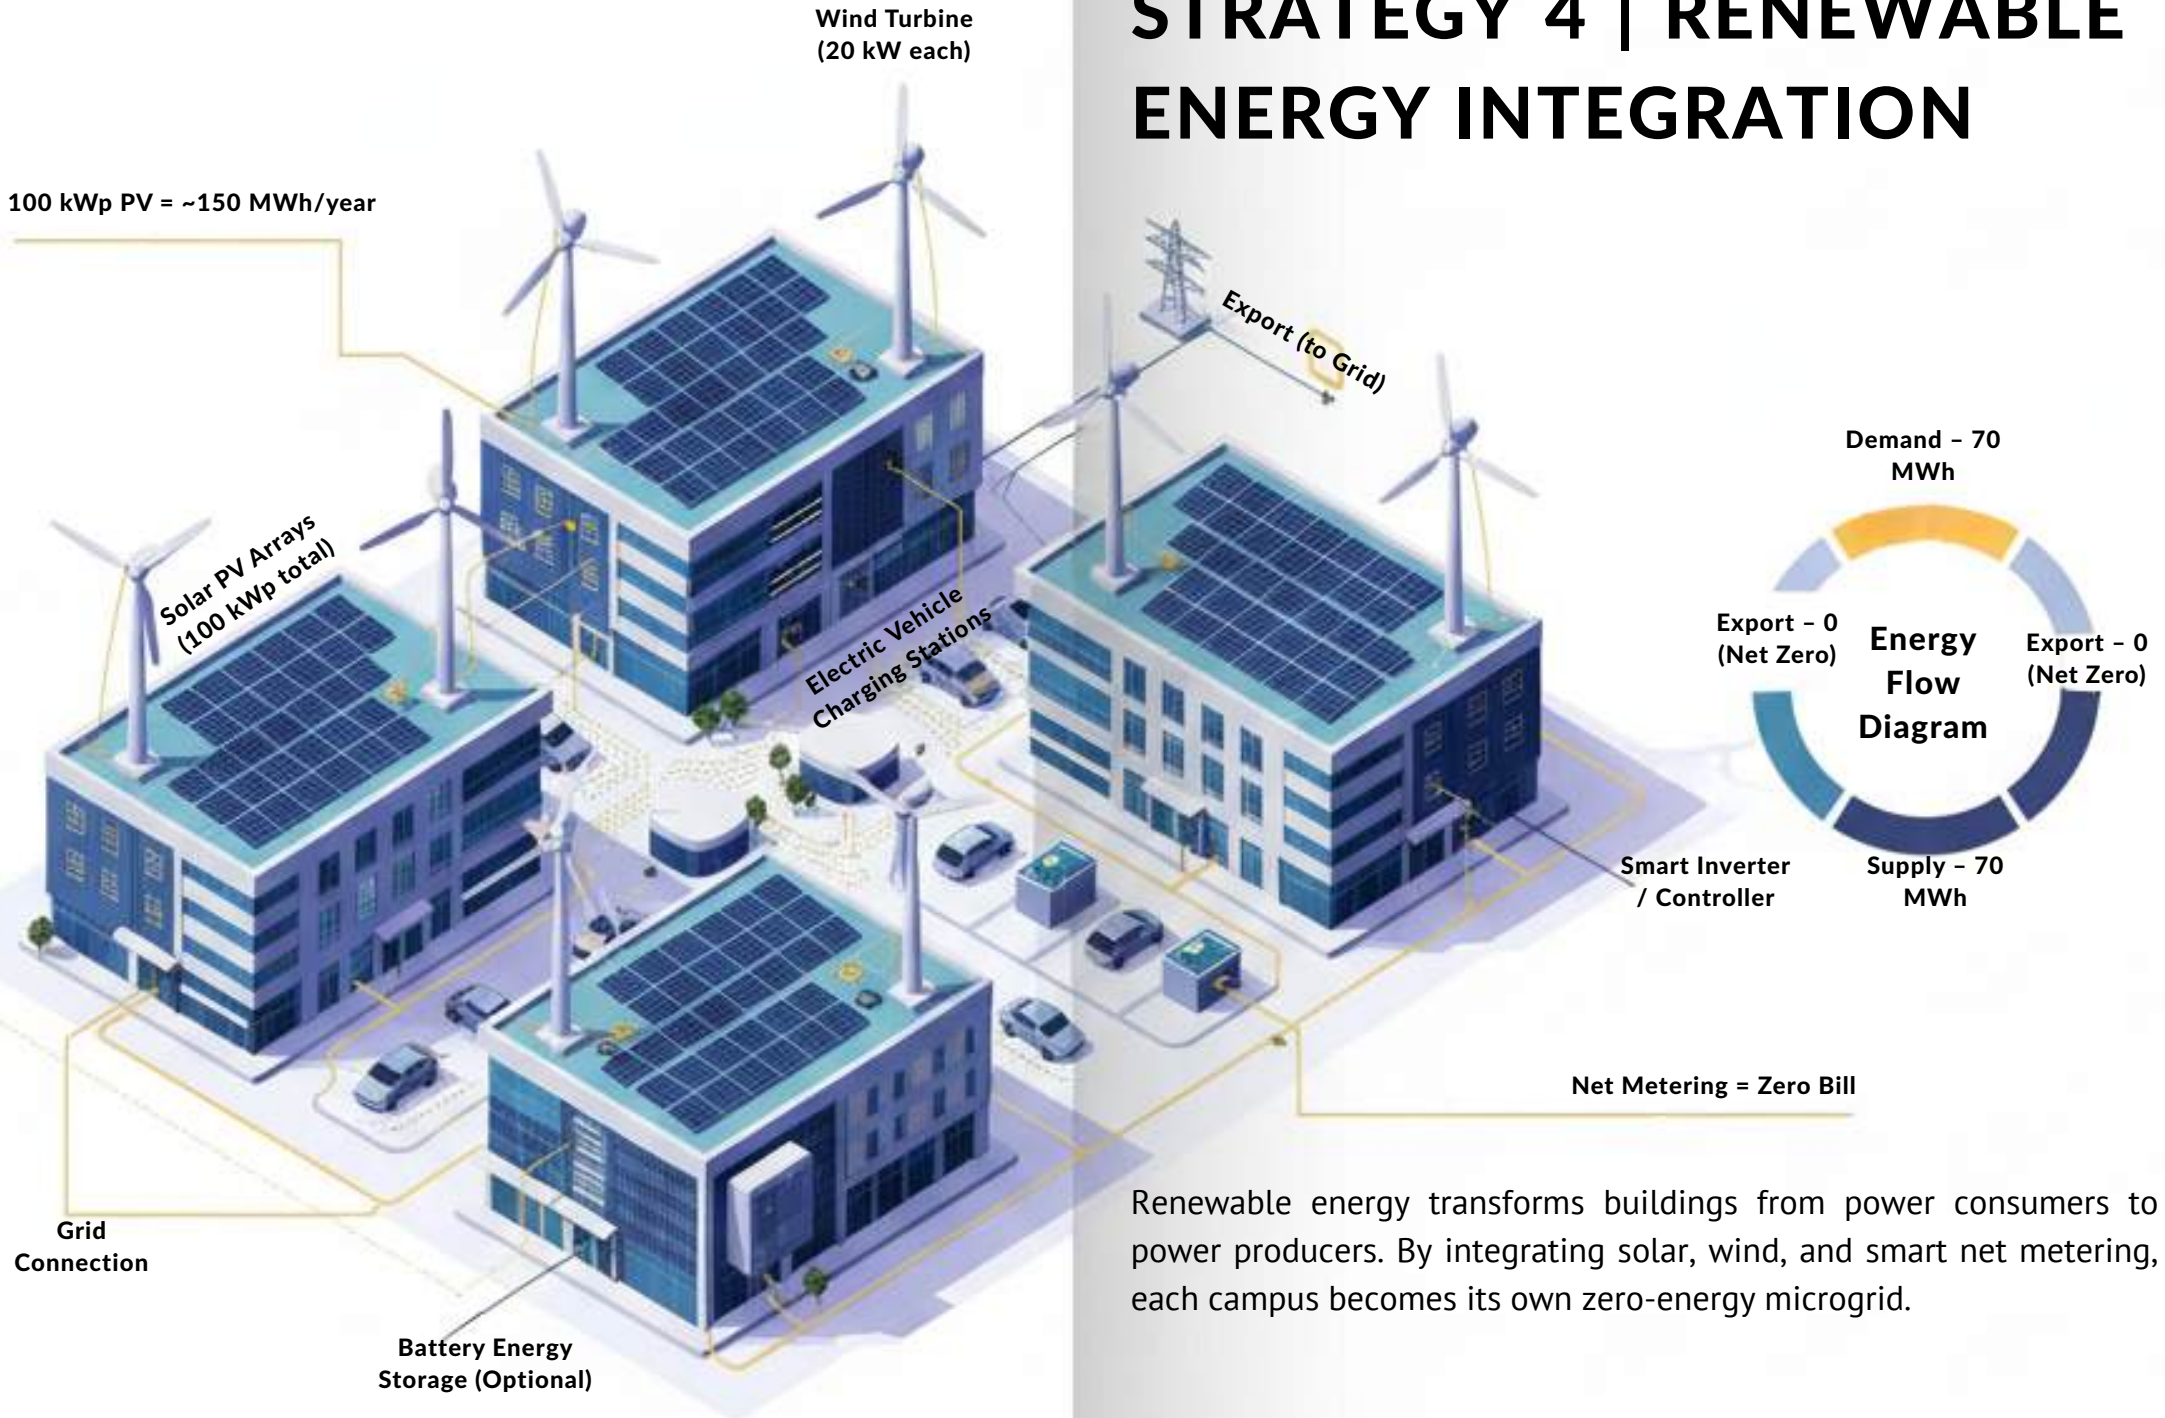 STRATEGY 4 | RENEWABLE
ENERGY INTEGRATION
Wind Turbine
(20 kW each)
100 kWp PV = ~150 MWh/year
Export (to Grid)
Solar PV Arrays
(100 kWp total)
Electric Vehicle
Charging Stations
Demand – 70
MWh
Export – 0
(Net Zero)
Energy
Flow
Diagram
Export – 0
(Net Zero)
Supply – 70
MWh
Smart Inverter
/ Controller
Net Metering = Zero Bill
Grid
Connection
Battery Energy
Storage (Optional)
Renewable energy transforms buildings from power consumers to
power producers. By integrating solar, wind, and smart net metering,
each campus becomes its own zero-energy microgrid.